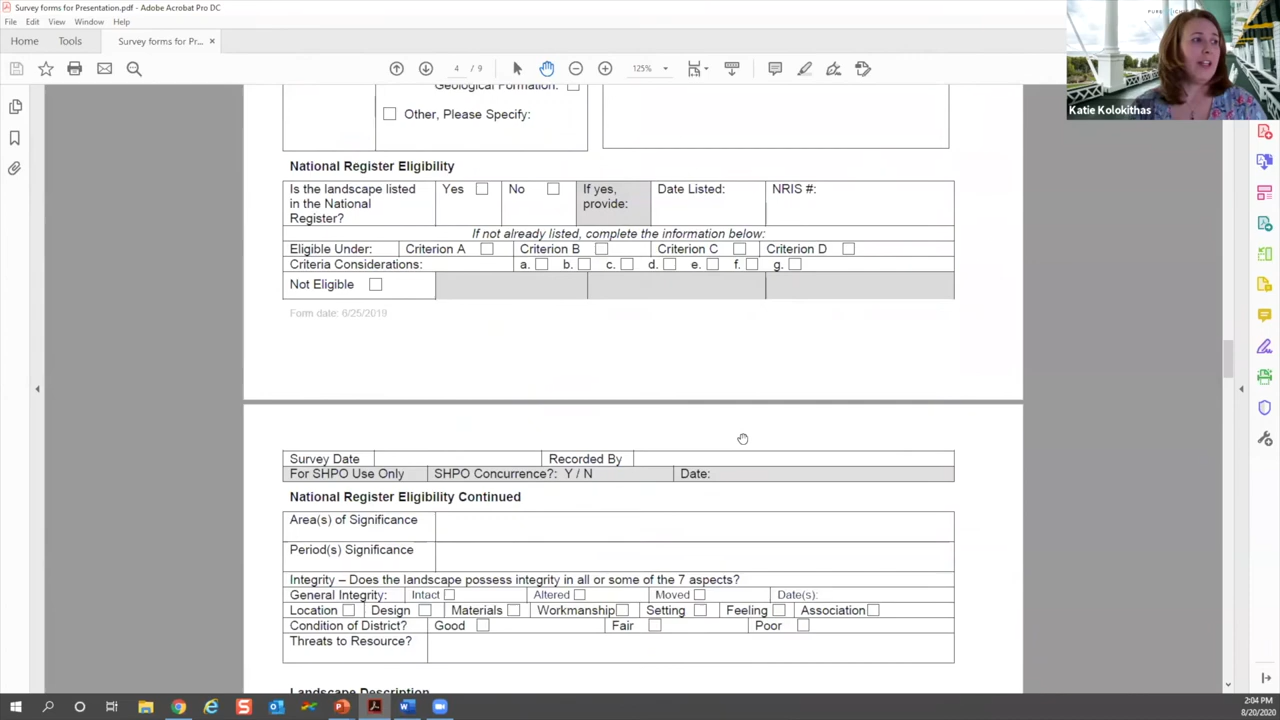 Survey forms for Presentation.pdf - Adobe Acrobat Pro DC
File Edit View Window Help
Home Tools Survey forms for Pr... ×
4 / 9 125%
PURE MICH
Katie Kolokithas
Geological Formation:
Other, Please Specify:
National Register Eligibility
Is the landscape listed in the National Register? Yes No If yes, provide: Date Listed: NRIS #:
If not already listed, complete the information below:
Eligible Under: Criterion A Criterion B Criterion C Criterion D
Criteria Considerations: a. b. c. d. e. f. g.
Not Eligible
Form date: 6/25/2019
Survey Date Recorded By
For SHPO Use Only SHPO Concurrence?: Y / N Date:
National Register Eligibility Continued
Area(s) of Significance
Period(s) Significance
Integrity – Does the landscape possess integrity in all or some of the 7 aspects?
General Integrity: Intact Altered Moved Date(s):
Location Design Materials Workmanship Setting Feeling Association
Condition of District? Good Fair Poor
Threats to Resource?
Landscape Description
2:04 PM
8/20/2020